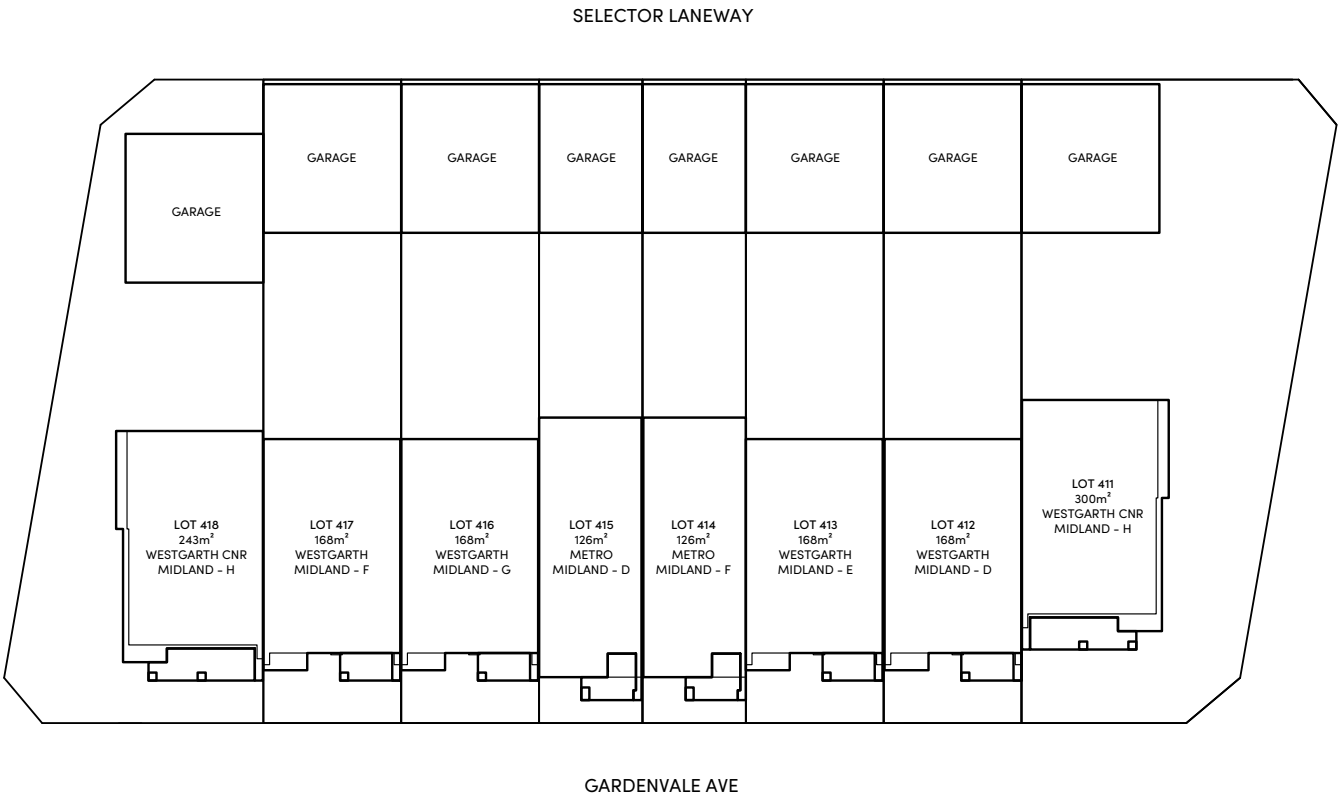 SELECTOR LANEWAY
GARAGE
GARAGE
GARAGE
GARAGE
GARAGE
GARAGE
GARAGE
GARAGE
LOT 418
243m²
WESTGARTH CNR
MIDLAND - H
LOT 417
168m²
WESTGARTH
MIDLAND - F
LOT 416
168m²
WESTGARTH
MIDLAND - G
LOT 415
126m²
METRO
MIDLAND - D
LOT 414
126m²
METRO
MIDLAND - F
LOT 413
168m²
WESTGARTH
MIDLAND - E
LOT 412
168m²
WESTGARTH
MIDLAND - D
LOT 411
300m²
WESTGARTH CNR
MIDLAND - H
GARDENVALE AVE